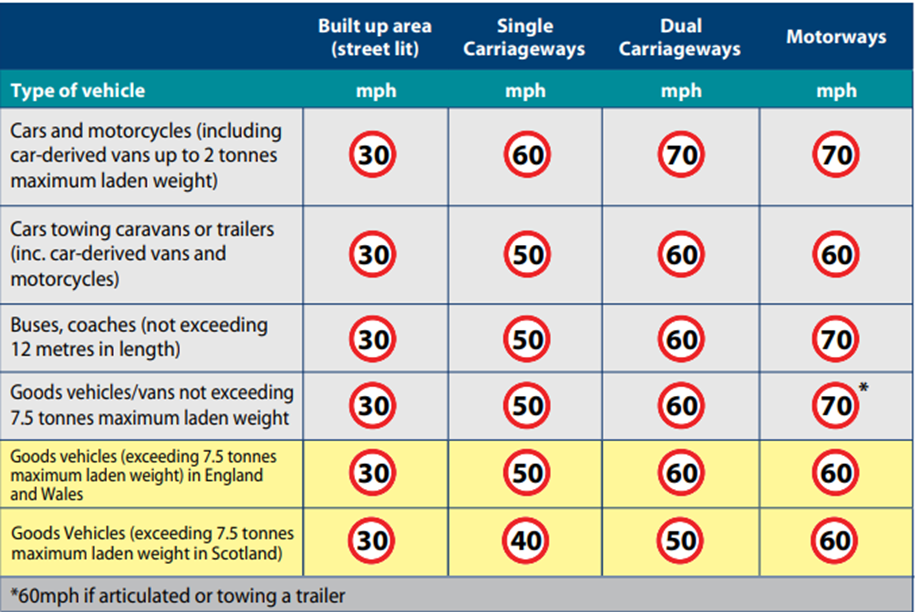 Built up area (street lit)
Single Carriageways
Dual Carriageways
Motorways
Type of vehicle mph mph mph mph
Cars and motorcycles (including
car-derived vans up to 2 tonnes
maximum laden weight)
30 60 70 70
Cars towing caravans or trailers
(inc. car-derived vans and
motorcycles)
30 50 60 60
Buses, coaches (not exceeding
12 metres in length)
30 50 60 70
Goods vehicles/vans not exceeding
7.5 tonnes maximum laden weight
30 50 60 70*
Goods vehicles (exceeding 7.5 tonnes
maximum laden weight) in England
and Wales
30 50 60 60
Goods Vehicles (exceeding 7.5 tonnes
maximum laden weight in Scotland)
30 40 50 60
*60mph if articulated or towing a trailer